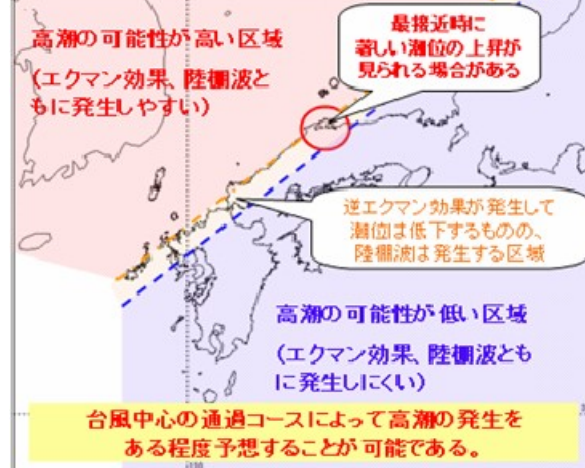 高潮の可能性が高い区域
(エクマン効果、陸棚波と
もに発生しやすい)
最接近時に
著しい潮位の上昇が
見られる場合がある
逆エクマン効果が発生して
潮位は低下するものの、
陸棚波は発生する区域
高潮の可能性が低い区域
(エクマン効果、陸棚波とも
に発生しにくい)
台風中心の通過コースによって高潮の発生を
ある程度予想することが可能である。